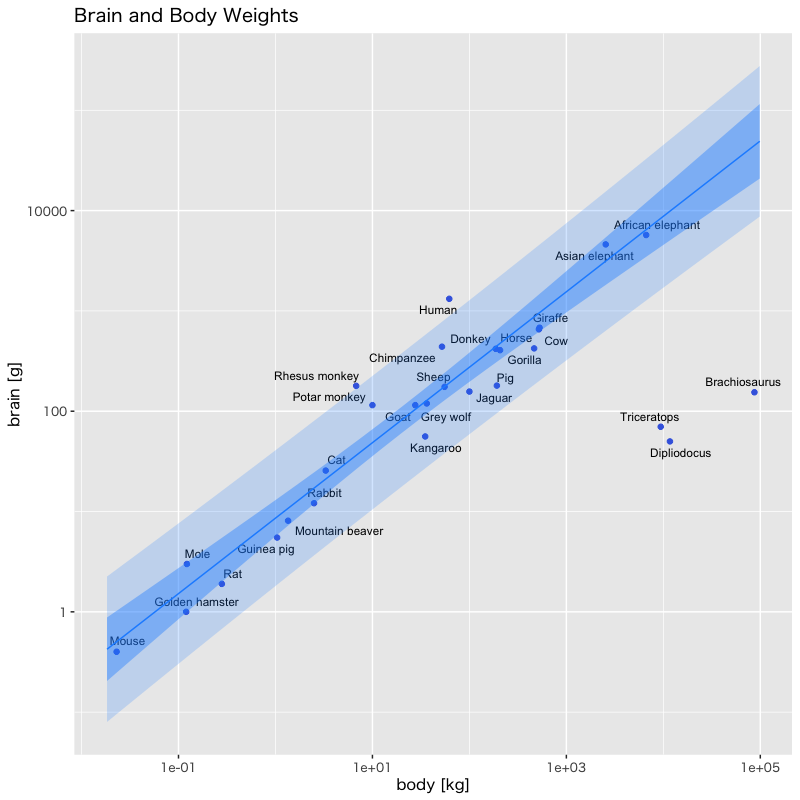 Brain and Body Weights
African elephant
Asian elephant
10000
Human
Giraffe
Donkey
Horse
Cow
Chimpanzee
Gorilla
Rhesus monkey
Sheep
Pig
Brachiosaurus
Potar monkey
Jaguar
100
Goat
Grey wolf
Triceratops
Kangaroo
Dipliodocus
Cat
Rabbit
Mountain beaver
Guinea pig
Mole
Rat
Golden hamster
1
Mouse
1e-01
1e+01
1e+03
1e+05
body [kg]
brain [g]